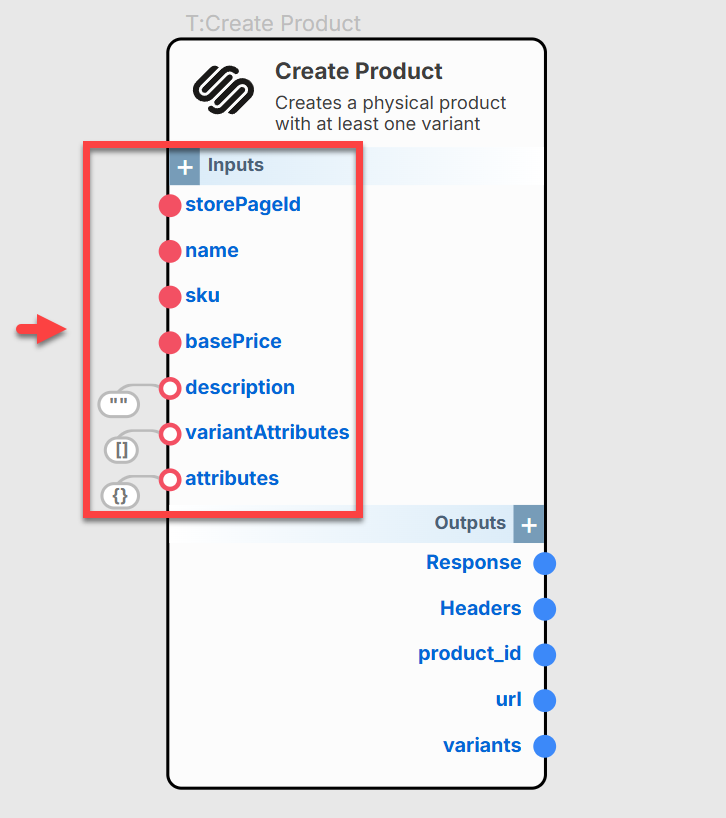 T:Create Product
Create Product
Creates a physical product
with at least one variant
+ Inputs
storePageId
name
sku
basePrice
description
""
variantAttributes
[]
attributes
{}
Outputs +
Response
Headers
product_id
url
variants